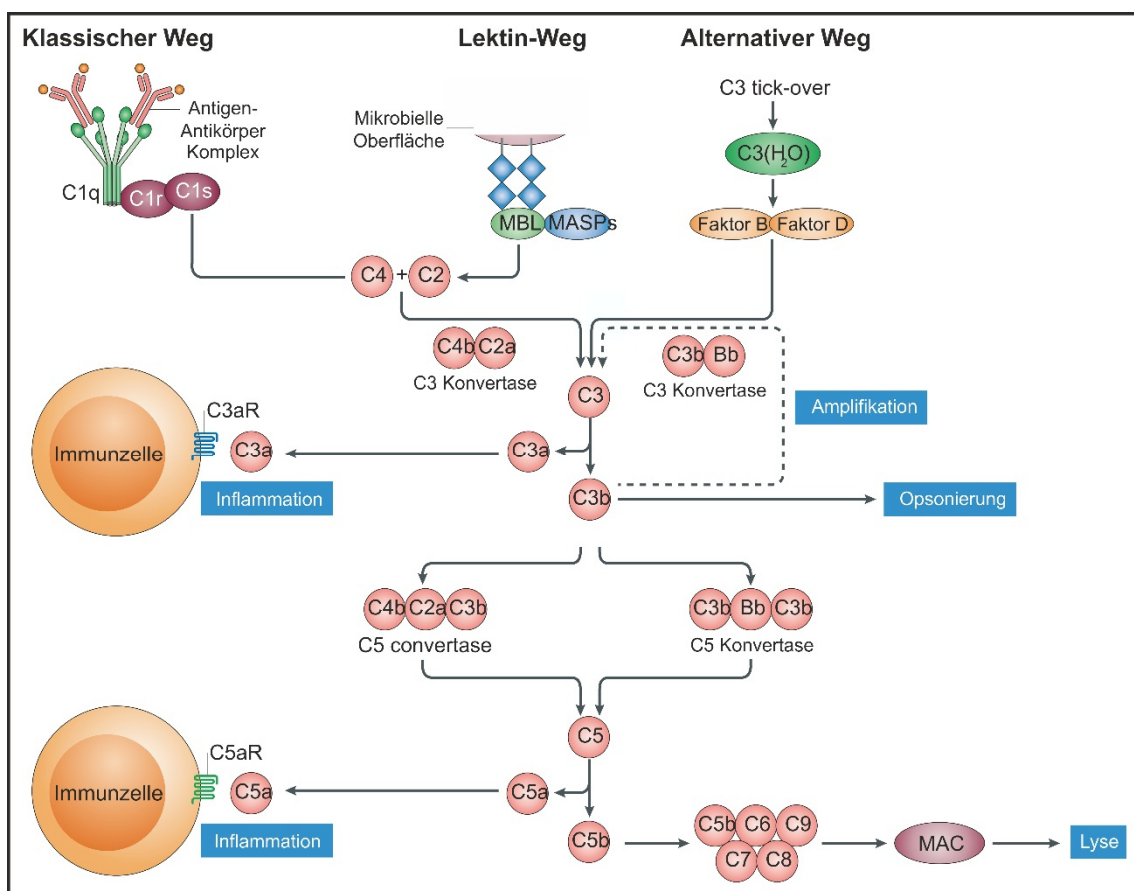 Klassischer Weg
Lektin-Weg
Alternativer Weg
Antigen-
Antikörper
Komplex
C1q
C1r
C1s
Mikrobielle
Oberfläche
MBL
MASPs
C3 tick-over
C3(H2O)
Faktor B
Faktor D
C4 + C2
C4b C2a
C3 Konvertase
C3b Bb
C3 Konvertase
C3
Amplifikation
C3aR
Immunzelle
C3a
C3a
Inflammation
C3b
Opsonierung
C4b C2a C3b
C5 convertase
C3b Bb C3b
C5 Konvertase
C5
C5aR
Immunzelle
C5a
C5a
Inflammation
C5b
C5b C6 C9
C7 C8
MAC
Lyse